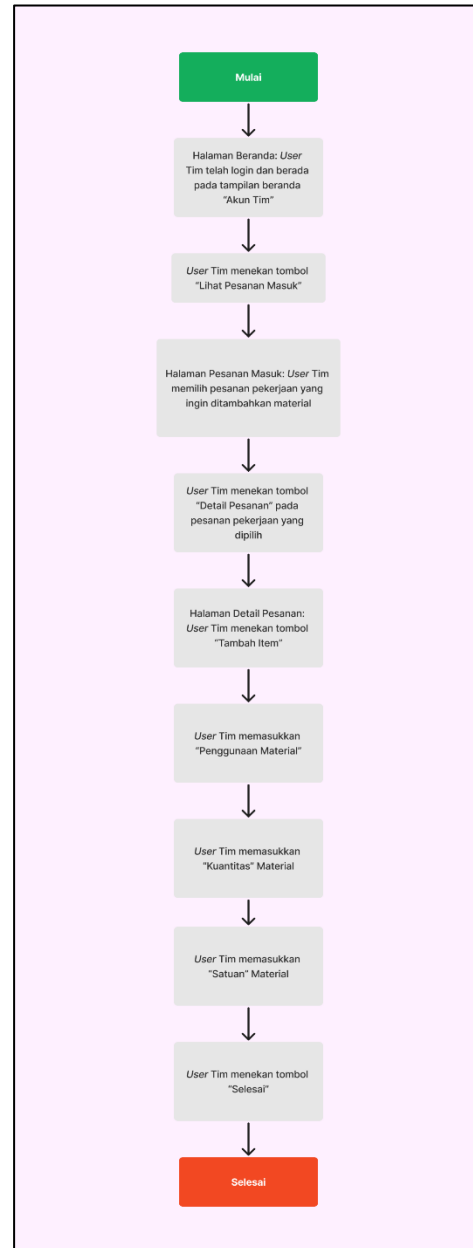 Mulai
Halaman Beranda: User
Tim telah login dan berada
pada tampilan beranda
“Akun Tim”
User Tim menekan tombol
“Lihat Pesanan Masuk”
Halaman Pesanan Masuk: User Tim
memilih pesanan pekerjaan yang
ingin ditambahkan material
User Tim menekan tombol
“Detail Pesanan” pada
pesanan pekerjaan yang
dipilih
Halaman Detail Pesanan:
User Tim menekan tombol
“Tambah Item”
User Tim memasukkan
“Penggunaan Material”
User Tim memasukkan
“Kuantitas” Material
User Tim memasukkan
“Satuan” Material
User Tim menekan tombol
“Selesai”
Selesai